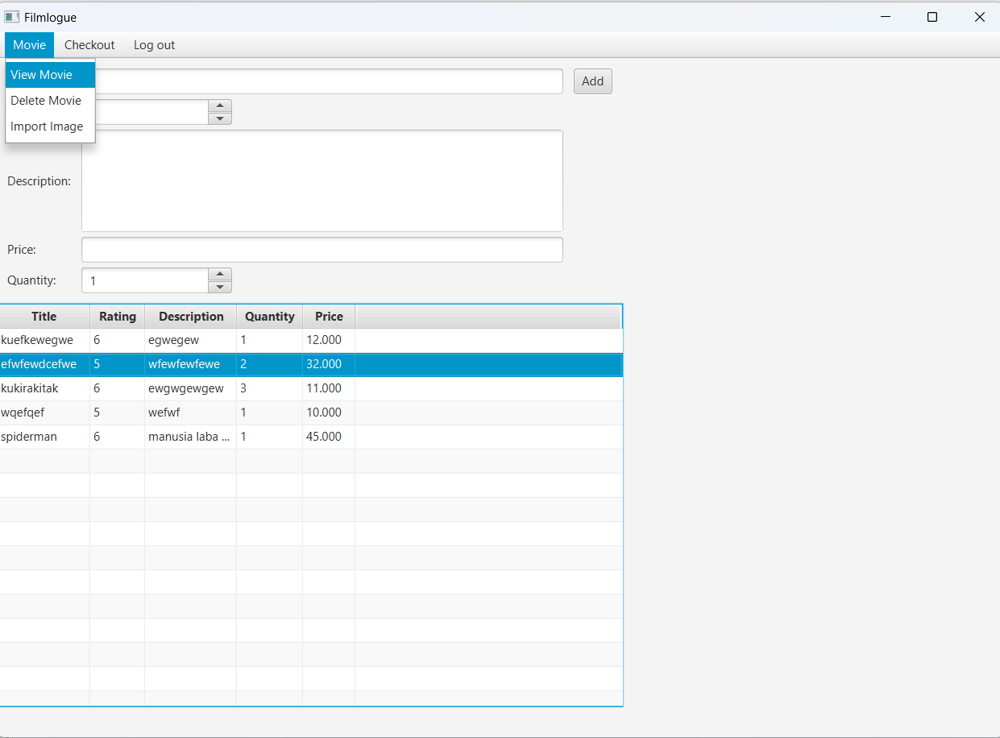 Filmlogue
Movie Checkout Log out
View Movie
Add
Delete Movie
Import Image
Description:
Price:
Quantity: 1
Title Rating Description Quantity Price
kuefkewegwe 6 egwegew 1 12.000
efwfewdcefwe 5 wfewfewfewe 2 32.000
kukirakitak 6 ewgwgewgew 3 11.000
wqefqef 5 wefwf 1 10.000
spiderman 6 manusia laba ... 1 45.000